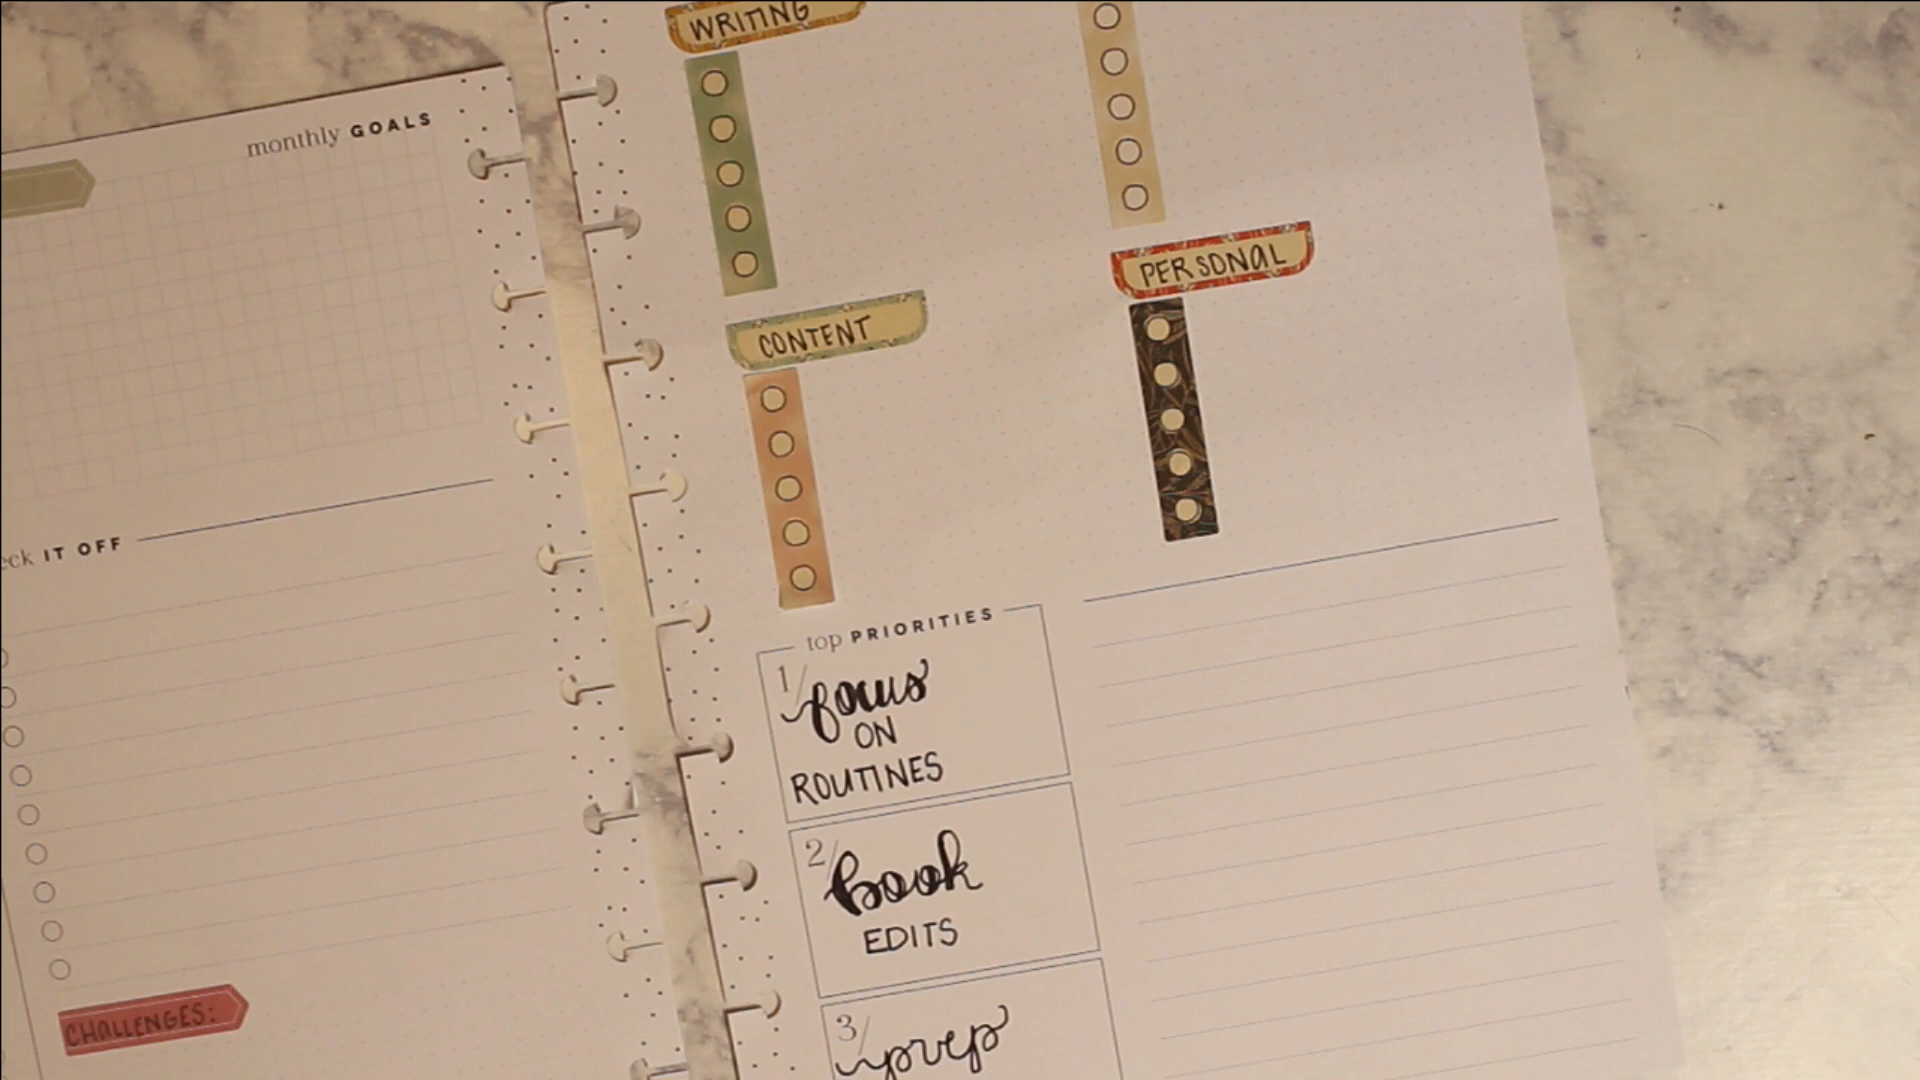 monthly GOALS
IT OFF
CHALLENGES:
WRITING
CONTENT
PERSONAL
top PRIORITIES
1/ focus
ON
ROUTINES
2/ book
EDITS
3/ prep